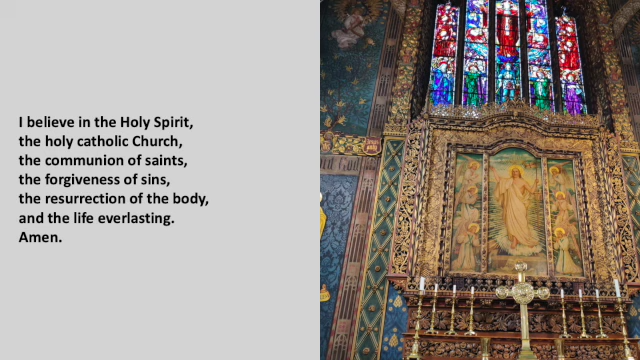 I believe in the Holy Spirit,
the holy catholic Church,
the communion of saints,
the forgiveness of sins,
the resurrection of the body,
and the life everlasting.
Amen.
God